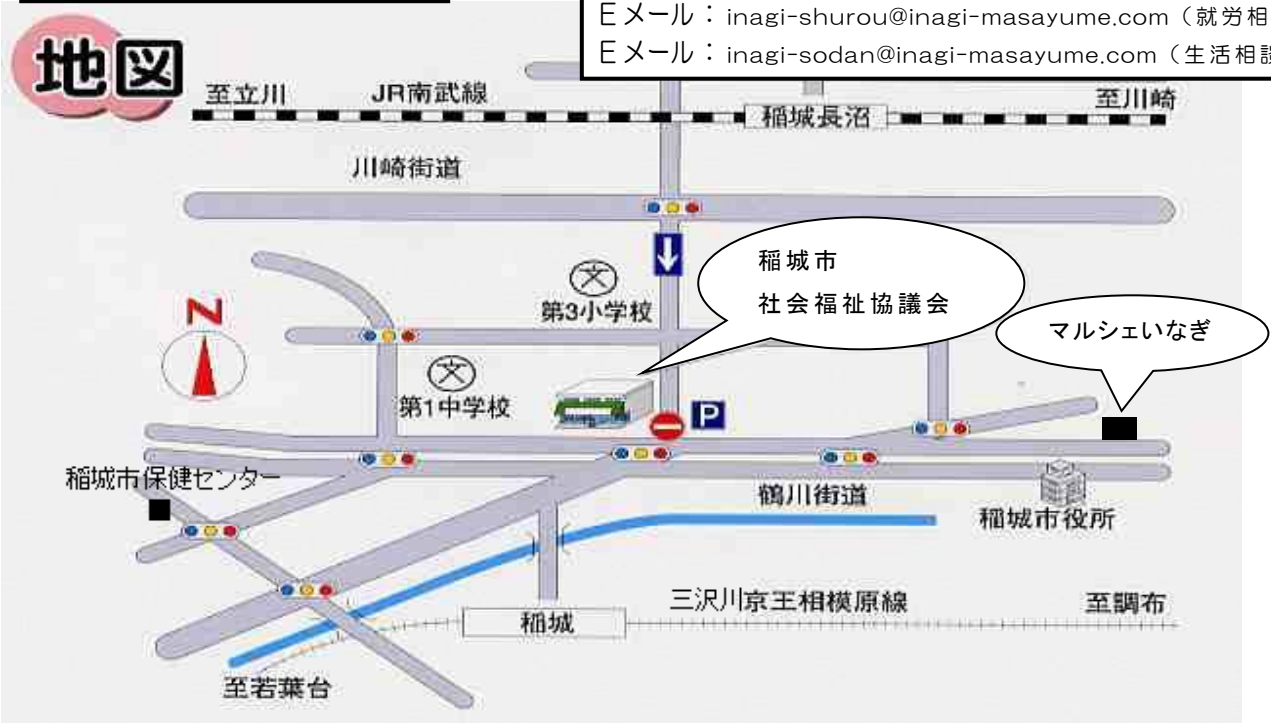 Eメール：inagi-shurou@inagi-masayume.com（就労相
Eメール：inagi-sodan@inagi-masayume.com（生活相談
地図
至立川
JR南武線
稲城長沼
至川崎
川崎街道
稲城市
社会福祉協議会
マルシェいなぎ
文
第3小学校
N
文
第1中学校
P
稲城市保健センター
鶴川街道
稲城市役所
三沢川京王相模原線
至調布
稲城
至若葉台